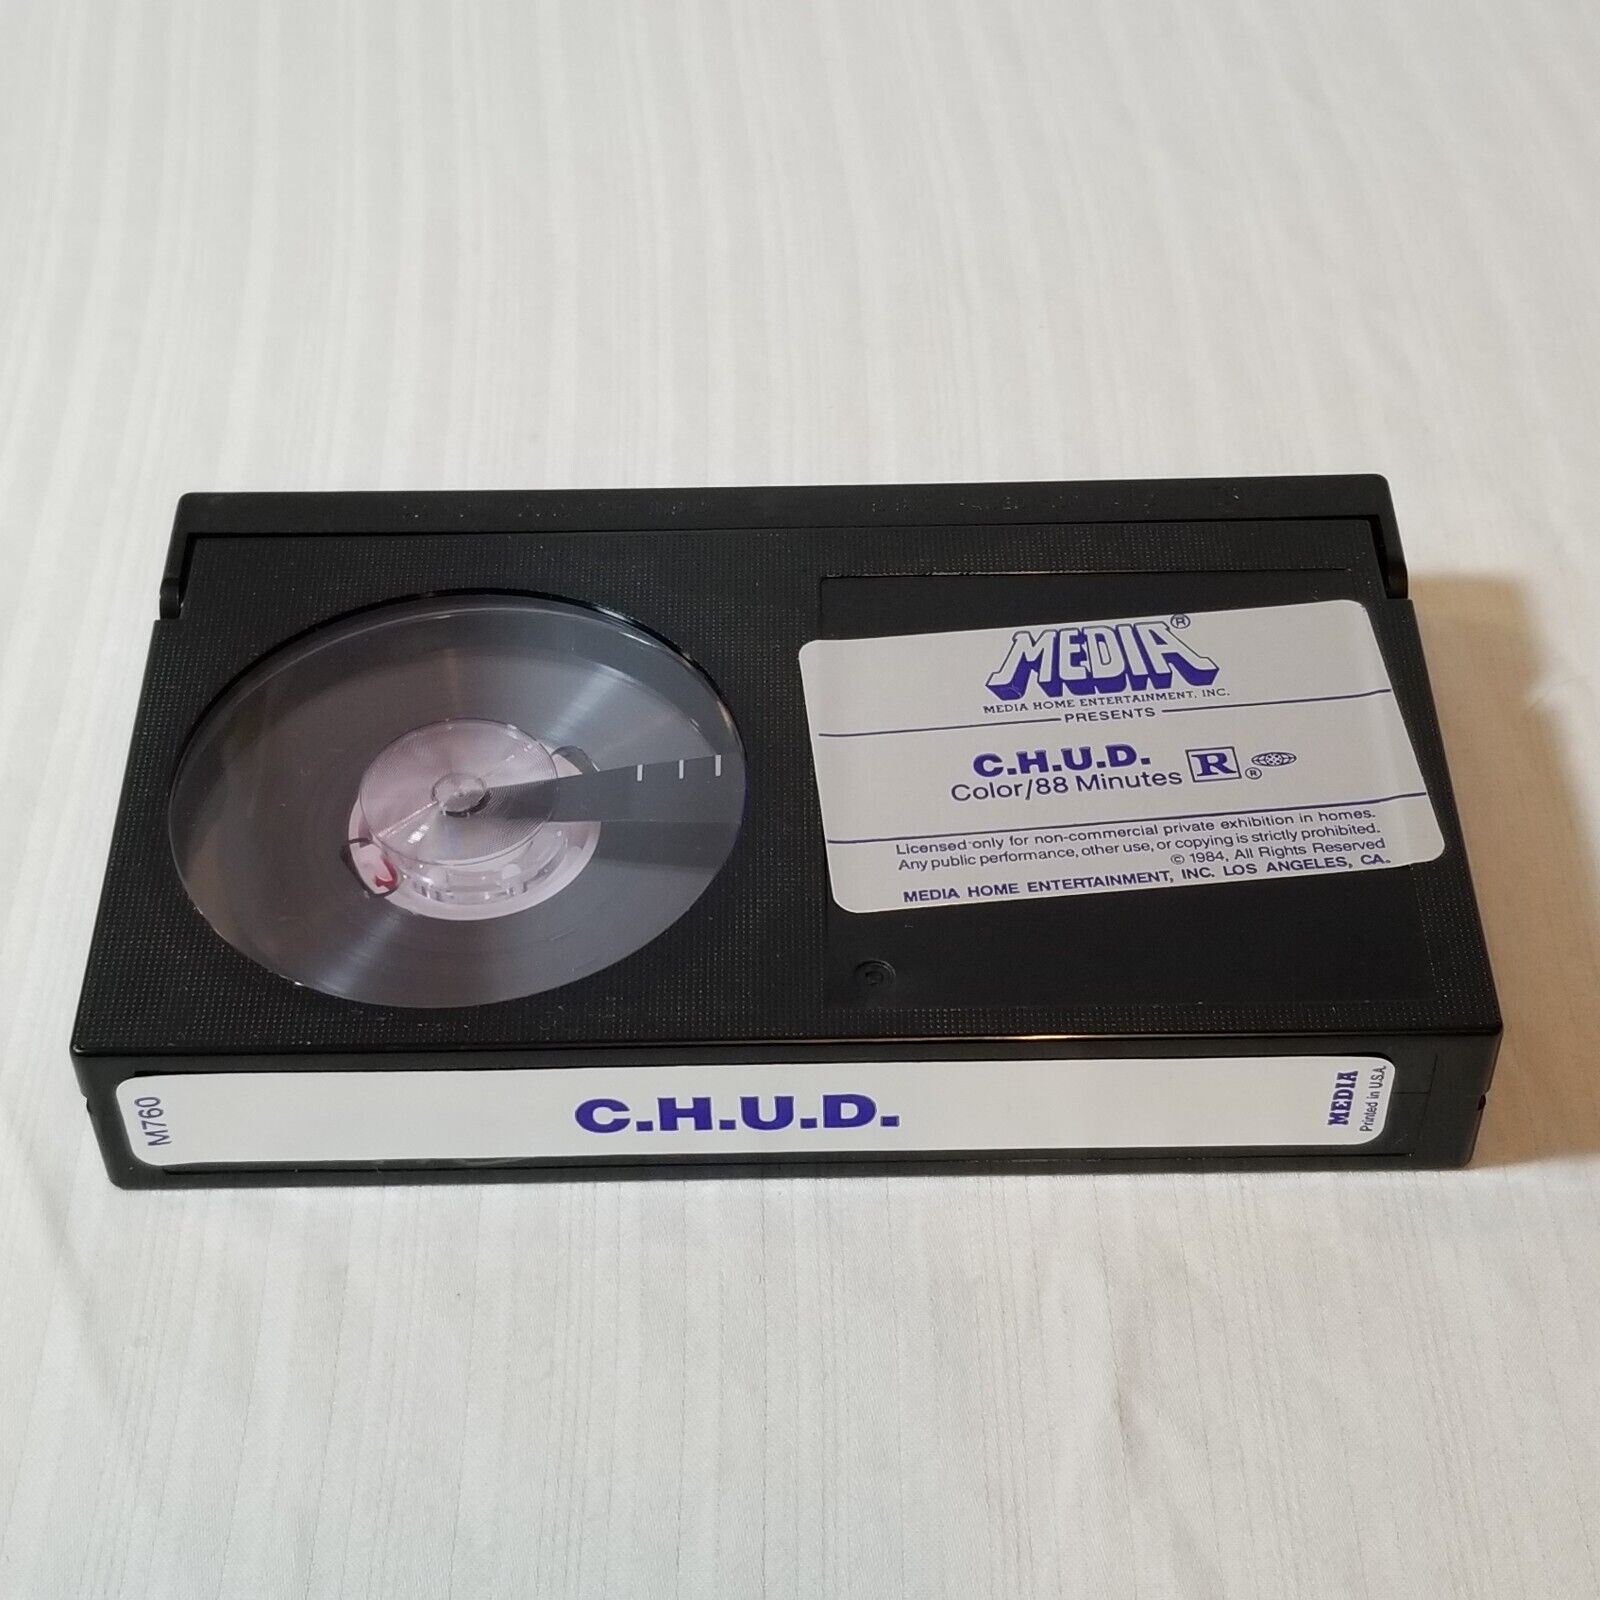 MEDIA®
MEDIA HOME ENTERTAINMENT, INC.
PRESENTS
C.H.U.D.
Color/88 Minutes R ®
Licensed only for non-commercial private exhibition in homes.
Any public performance, other use, or copying is strictly prohibited.
© 1984, All Rights Reserved
MEDIA HOME ENTERTAINMENT, INC. LOS ANGELES, CA.
M760
C.H.U.D.
MEDIA
Printed in U.S.A.